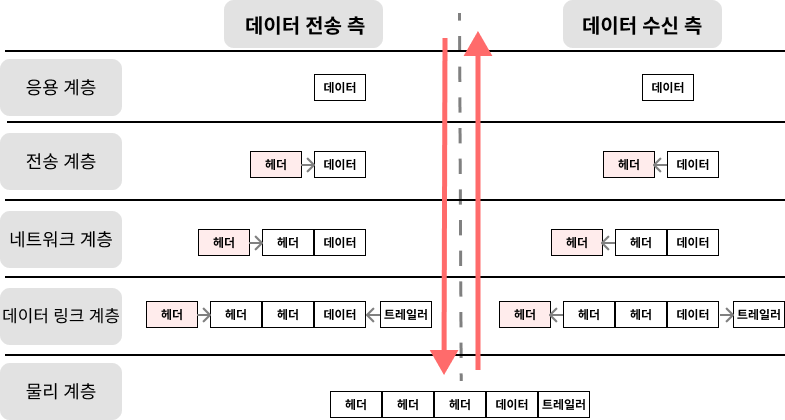 데이터 전송 측
데이터 수신 측
응용 계층
데이터
데이터
전송 계층
헤더 데이터
헤더 데이터
네트워크 계층
헤더 헤더 데이터
헤더 헤더 데이터
데이터 링크 계층
헤더 헤더 헤더 데이터 트레일러
헤더 헤더 헤더 데이터 트레일러
물리 계층
헤더 헤더 헤더 데이터 트레일러